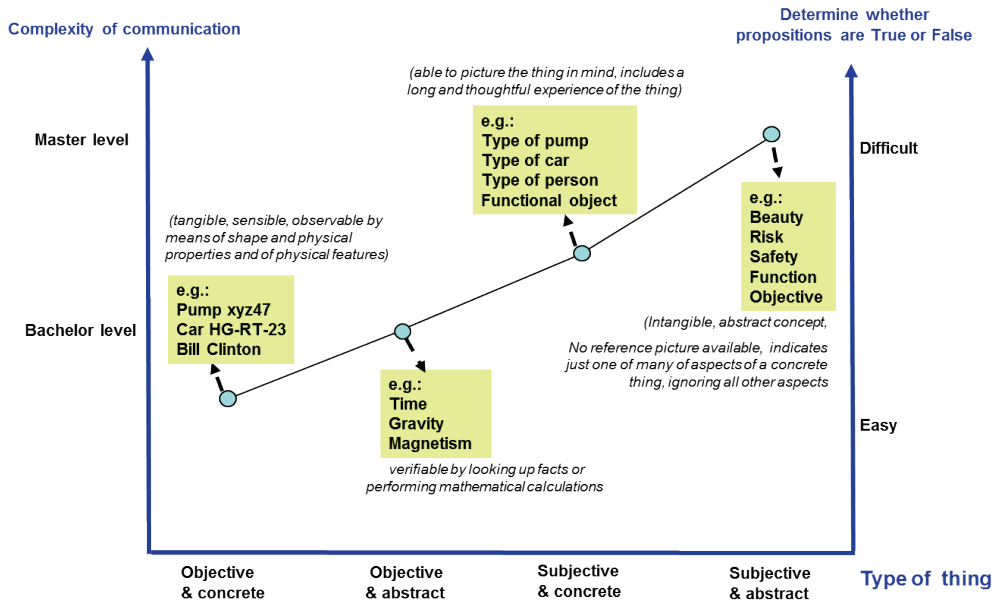 Complexity of communication
Determine whether
propositions are True or False
(able to picture the thing in mind, includes a
long and thoughtful experience of the thing)
Master level
Difficult
e.g.:
Type of pump
Type of car
Type of person
Functional object
e.g.:
Beauty
Risk
Safety
Function
Objective
(tangible, sensible, observable by
means of shape and physical
properties and of physical features)
e.g.:
Pump xyz47
Car HG-RT-23
Bill Clinton
Bachelor level
(Intangible, abstract concept,
No reference picture available, indicates
just one of many of aspects of a concrete
thing, ignoring all other aspects
e.g.:
Time
Gravity
Magnetism
Easy
verifiable by looking up facts or
performing mathematical calculations
Objective
& concrete
Objective
& abstract
Subjective
& concrete
Subjective
& abstract
Type of thing